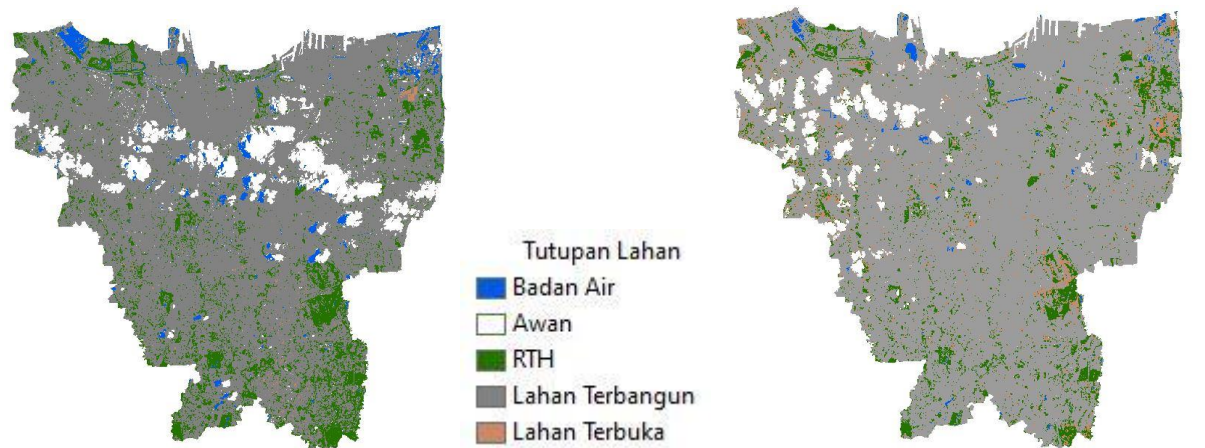 Tutupan Lahan
Badan Air
Awan
RTH
Lahan Terbangun
Lahan Terbuka